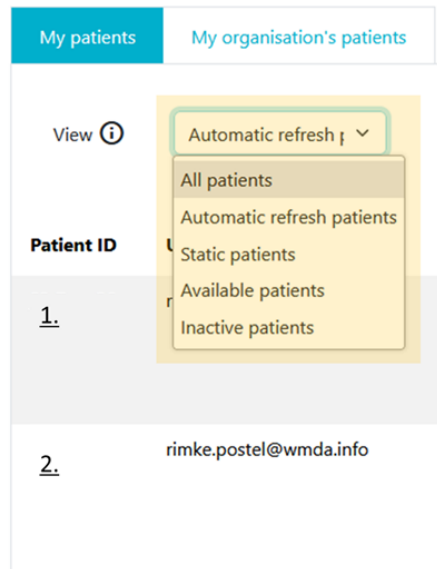 My patients
My organisation's patients
View
Automatic refresh p
All patients
Automatic refresh patients
Static patients
Available patients
Inactive patients
Patient ID
1.
rimke.postel@wmda.info
2.